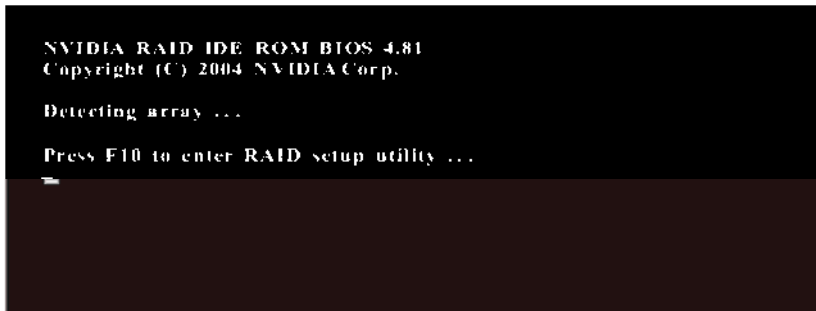 NVIDIA RAID IDE ROM BIOS 4.81
Copyright (C) 2004 NVIDIA Corp.
Detecting array ...
Press F10 to enter RAID setup utility ...